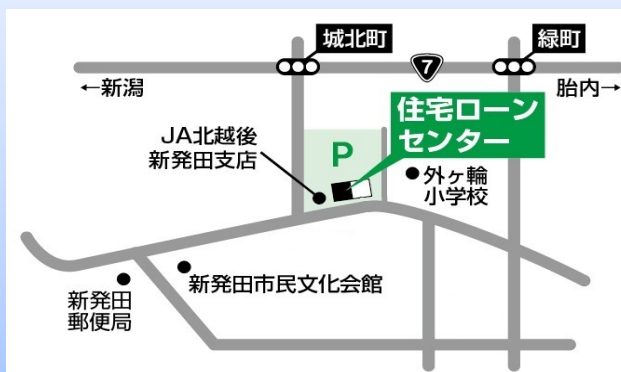 城北町
緑町
7
←新潟
胎内→
住宅ローン
センター
JA北越後
新発田支店
P
外ヶ輪
小学校
新発田市民文化会館
新発田
郵便局